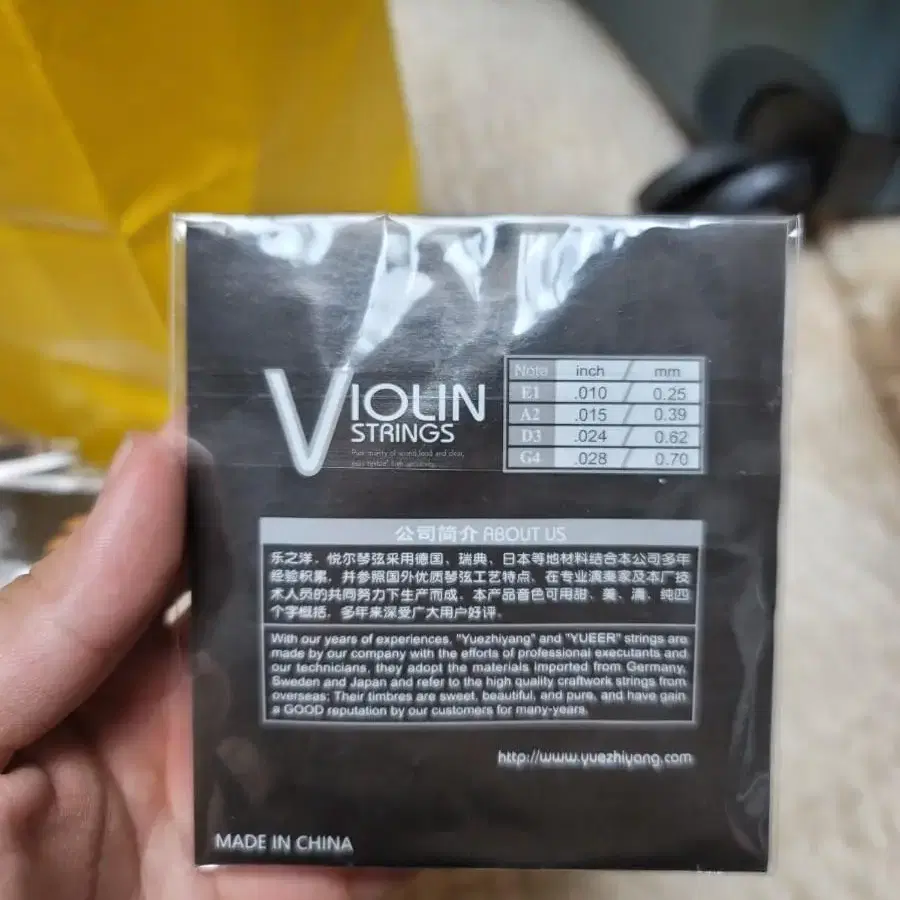 VIOLIN
STRINGS
Note inch / mm
E1 .010 / 0.25
A2 .015 / 0.39
D3 .024 / 0.62
G4 .028 / 0.70
公司简介 ABOUT US
乐之洋、悦尔琴弦采用德国、瑞典、日本等地材料结合本公司多年
经验积累，并参照国外优质琴弦工艺特点，在专业演奏家及本厂技
术人员的共同努力下生产而成，本产品音色可用甜、美、清、纯四
个字概括，多年来深受广大用户好评。
With our years of experiences, "Yuezhiyang" and "YUEER" strings are
made by our company with the efforts of professional executants and
our technicians, they adopt the materials imported from Germany,
Sweden and Japan and refer to the high quality craftwork strings from
overseas; Their timbres are sweet, beautiful, and pure, and have gain
a GOOD reputation by our customers for many-years.
http://www.yuezhiyang.com
MADE IN CHINA